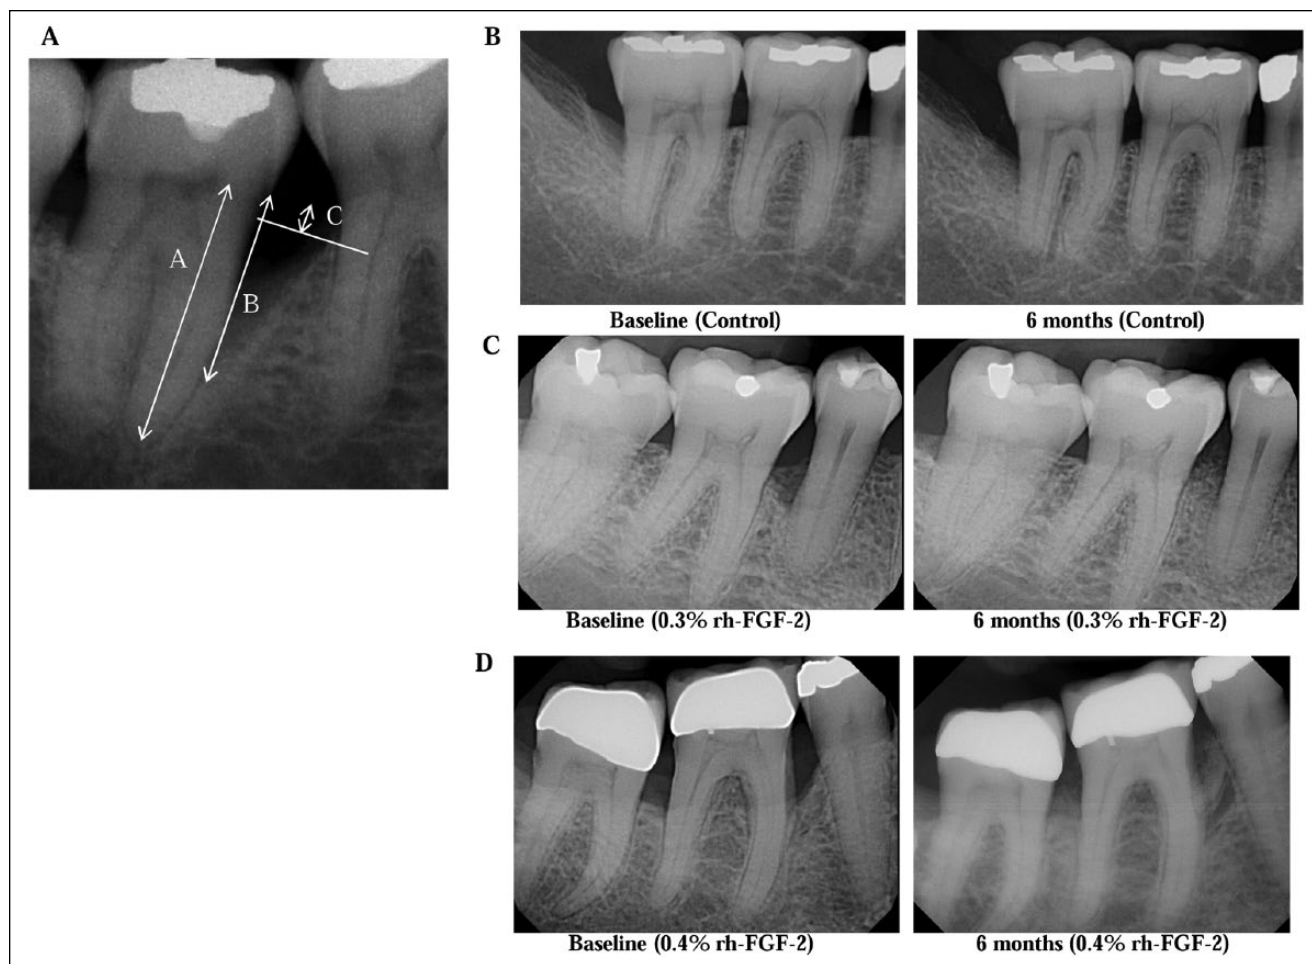 A
A
B
C
B
Baseline (Control)
6 months (Control)
C
Baseline (0.3% rh-FGF-2)
6 months (0.3% rh-FGF-2)
D
Baseline (0.4% rh-FGF-2)
6 months (0.4% rh-FGF-2)